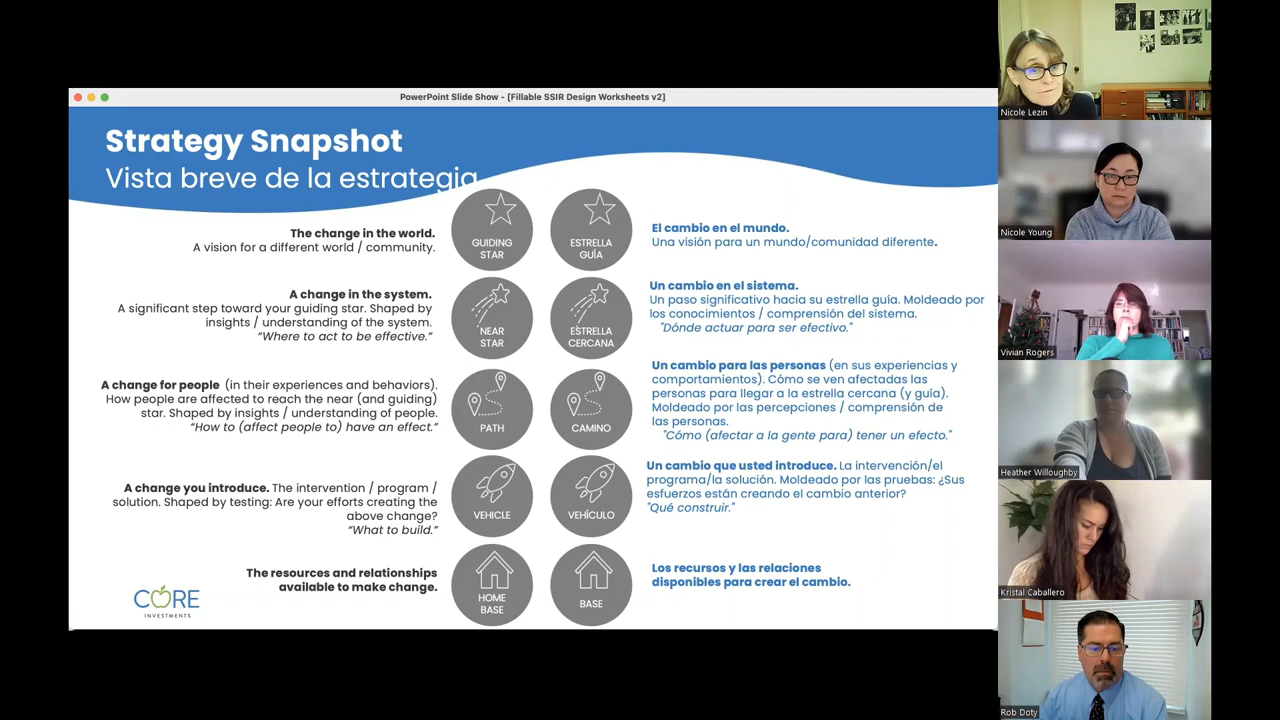 PowerPoint Slide Show - [Fillable SSIR Design Worksheets v2]
Strategy Snapshot
Vista breve de la estrategia
The change in the world.
A vision for a different world / community.
GUIDING
STAR
ESTRELLA
GUÍA
El cambio en el mundo.
Una visión para un mundo/comunidad diferente.
A change in the system.
A significant step toward your guiding star. Shaped by
insights / understanding of the system.
“Where to act to be effective.”
NEAR
STAR
ESTRELLA
CERCANA
Un cambio en el sistema.
Un paso significativo hacia su estrella guía. Moldeado por
los conocimientos / comprensión del sistema.
"Dónde actuar para ser efectivo."
A change for people (in their experiences and behaviors).
How people are affected to reach the near (and guiding)
star. Shaped by insights / understanding of people.
“How to (affect people to) have an effect.”
PATH
CAMINO
Un cambio para las personas (en sus experiencias y
comportamientos). Cómo se ven afectadas las
personas para llegar a la estrella cercana (y guía).
Moldeado por las percepciones / comprensión de
las personas.
"Cómo (afectar a la gente para) tener un efecto."
A change you introduce. The intervention / program /
solution. Shaped by testing: Are your efforts creating the
above change?
“What to build.”
VEHICLE
VEHÍCULO
Un cambio que usted introduce. La intervención/el
programa/la solución. Moldeado por las pruebas: ¿Sus
esfuerzos están creando el cambio anterior?
"Qué construir."
The resources and relationships
available to make change.
HOME
BASE
BASE
Los recursos y las relaciones
disponibles para crear el cambio.
CORE
INVESTMENTS
Nicole Lezin
Nicole Young
Vivian Rogers
Heather Willoughby
Kristal Caballero
Rob Doty